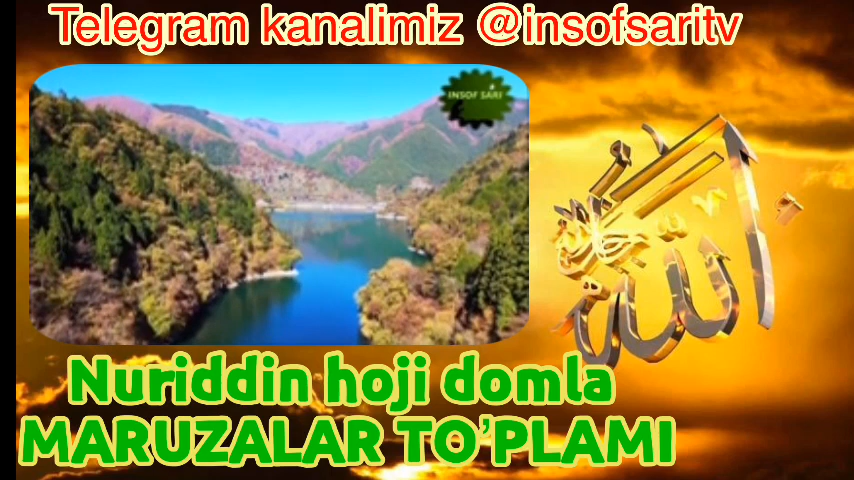 Telegram kanalimiz @insofsaritv
INSOF SARI
الله
Nuriddin hoji domla
MARUZALAR TO’PLAMI